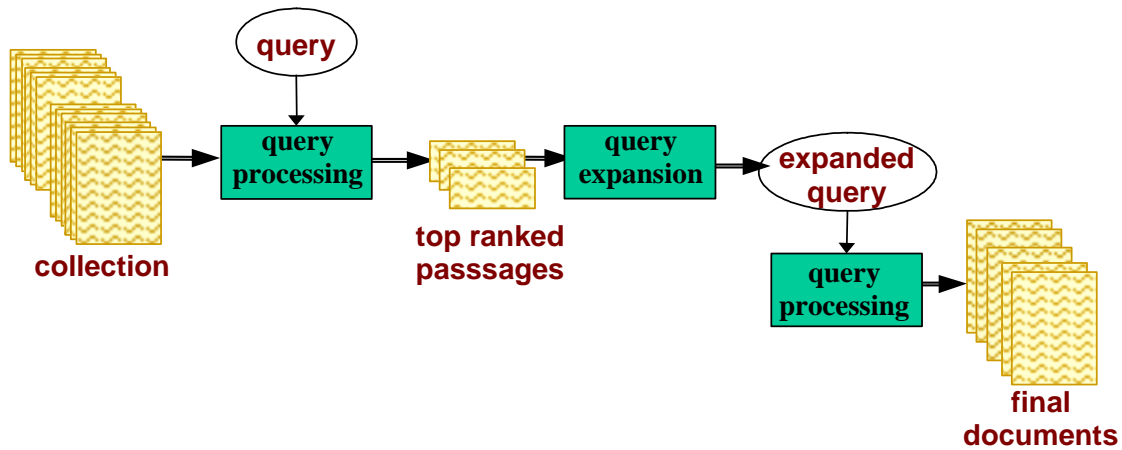 query
query
processing
collection
top ranked
passsages
query
expansion
expanded
query
query
processing
final
documents